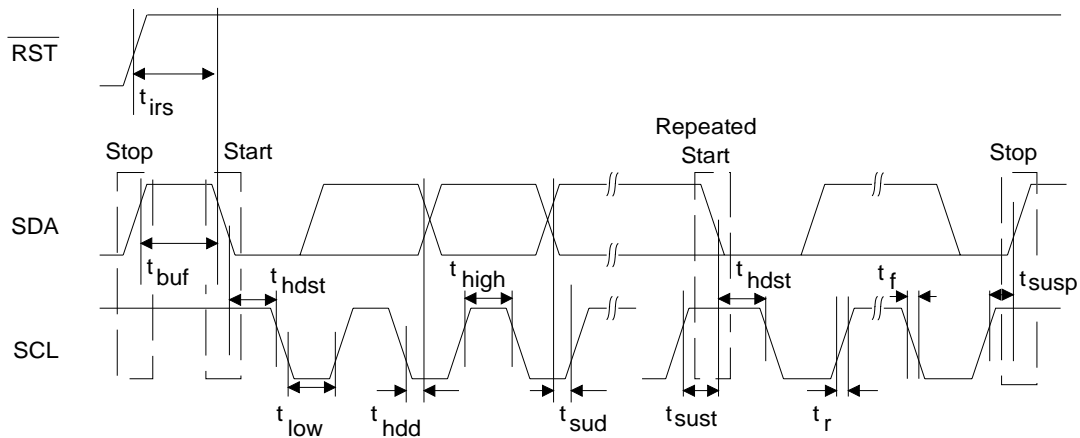 RST
t irs
Repeated
Stop Start Start Stop
SDA
t buf t hdst t high t hdst t f t susp
SCL
t low t hdd t sud t sust t r